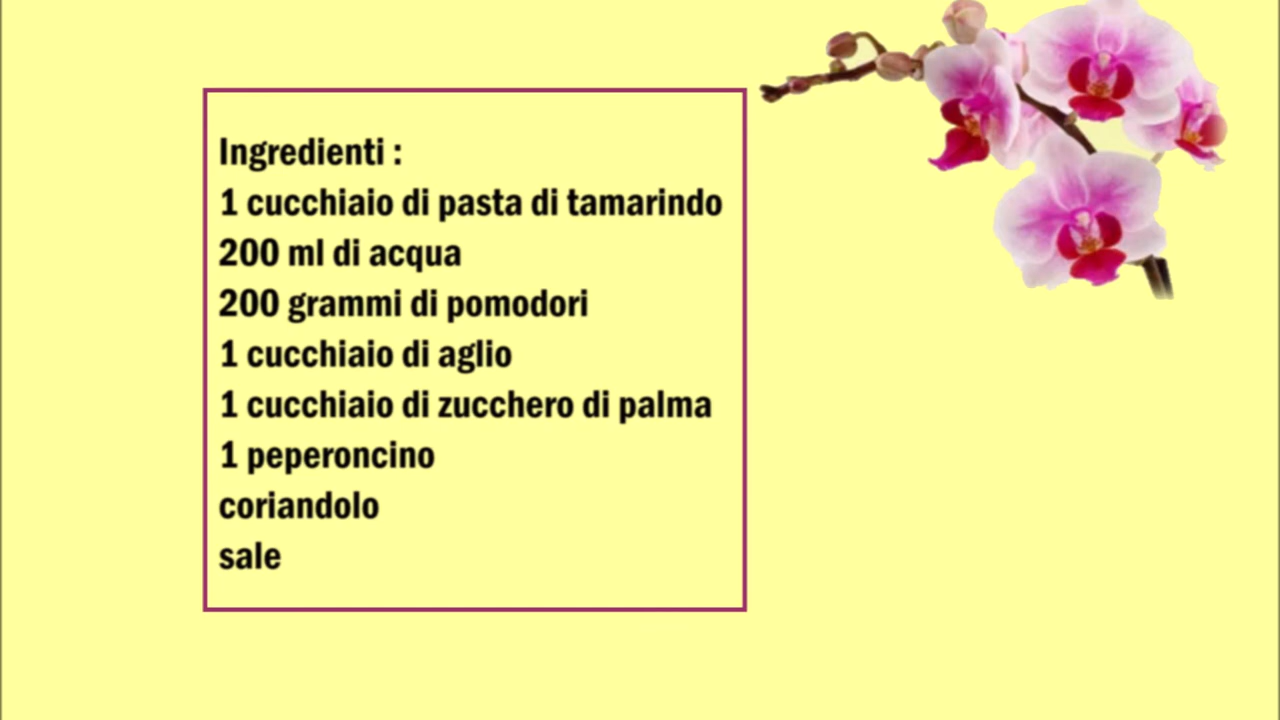 Ingredienti :
1 cucchiaio di pasta di tamarindo
200 ml di acqua
200 grammi di pomodori
1 cucchiaio di aglio
1 cucchiaio di zucchero di palma
1 peperoncino
coriandolo
sale